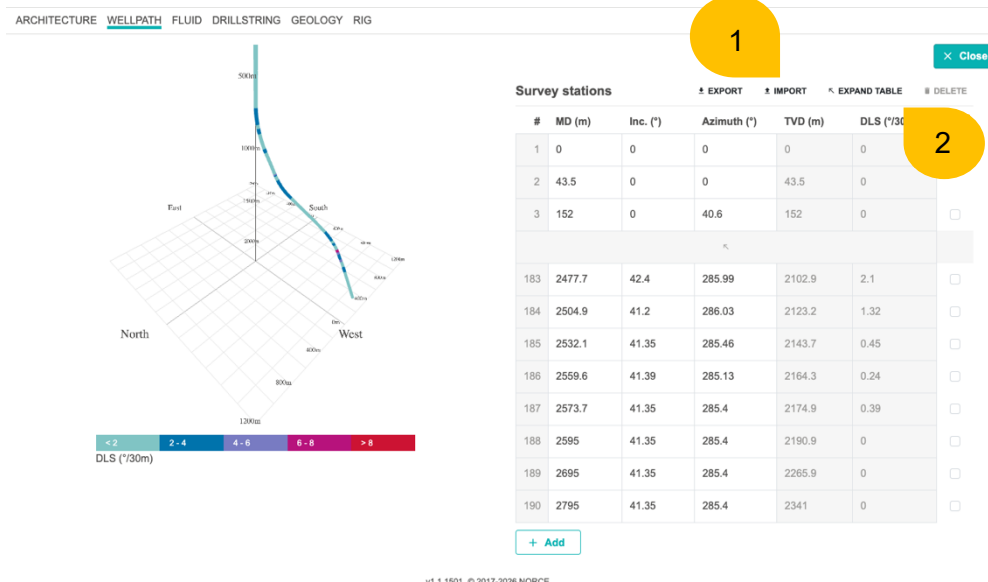 ARCHITECTURE WELLPATH FLUID DRILLSTRING GEOLOGY RIG
1
× Close
Survey stations EXPORT IMPORT EXPAND TABLE DELETE
# MD (m) Inc. (°) Azimuth (°) TVD (m) DLS (°/30
2
1 0 0 0 0 0
2 43.5 0 0 43.5 0
3 152 0 40.6 152 0
183 2477.7 42.4 285.99 2102.9 2.1
184 2504.9 41.2 286.03 2123.2 1.32
185 2532.1 41.35 285.46 2143.7 0.45
186 2559.6 41.39 285.13 2164.3 0.24
187 2573.7 41.35 285.4 2174.9 0.39
188 2595 41.35 285.4 2190.9 0
189 2695 41.35 285.4 2265.9 0
190 2795 41.35 285.4 2341 0
+ Add
500m
1000m
East
South
1200m
North
West
400m
800m
1200m
< 2 2 - 4 4 - 6 6 - 8 > 8
DLS (°/30m)
v1.1.1501, © 2017-2026 NORCE